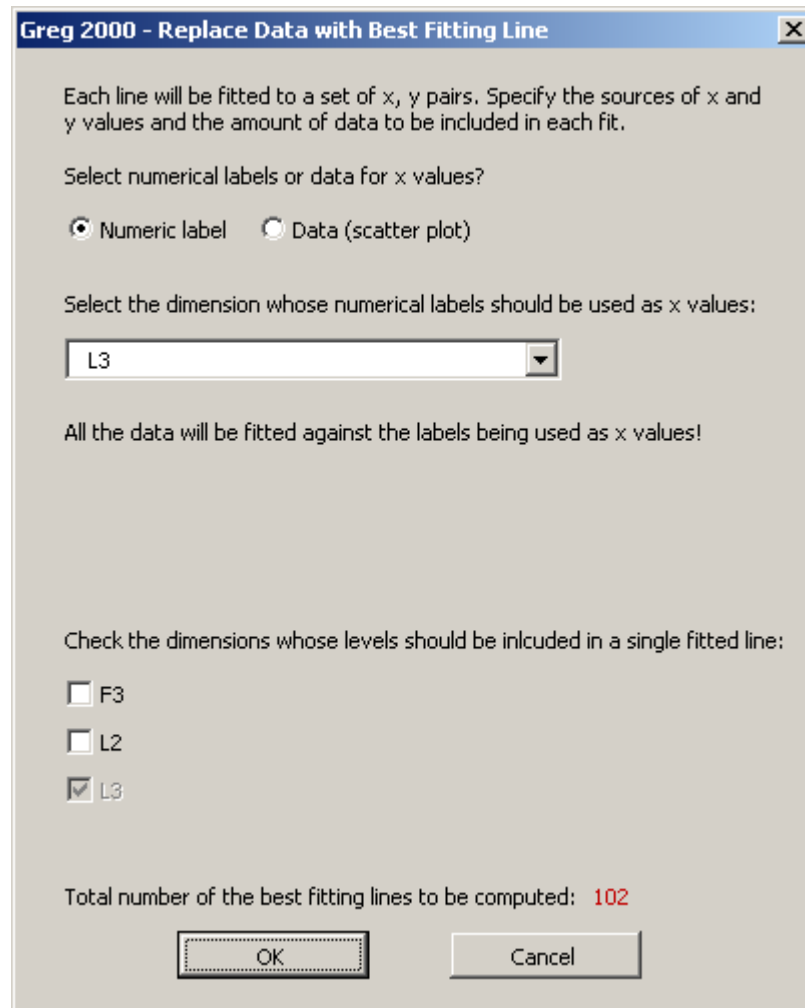 Greg 2000 - Replace Data with Best Fitting Line
Each line will be fitted to a set of x, y pairs. Specify the sources of x and
y values and the amount of data to be included in each fit.
Select numerical labels or data for x values?
Numeric label Data (scatter plot)
Select the dimension whose numerical labels should be used as x values:
L3
All the data will be fitted against the labels being used as x values!
Check the dimensions whose levels should be inlcuded in a single fitted line:
F3
L2
L3
Total number of the best fitting lines to be computed: 102
OK Cancel